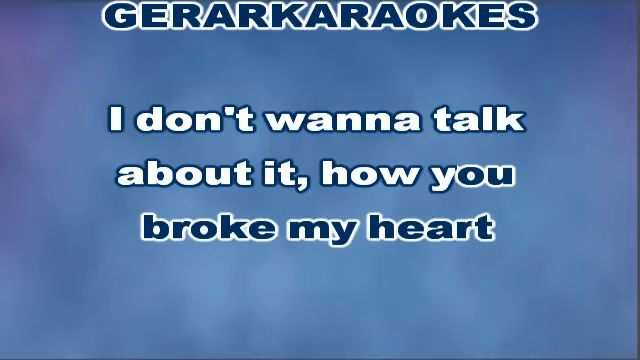 GERARKARAOKES
I don't wanna talk
about it, how you
broke my heart